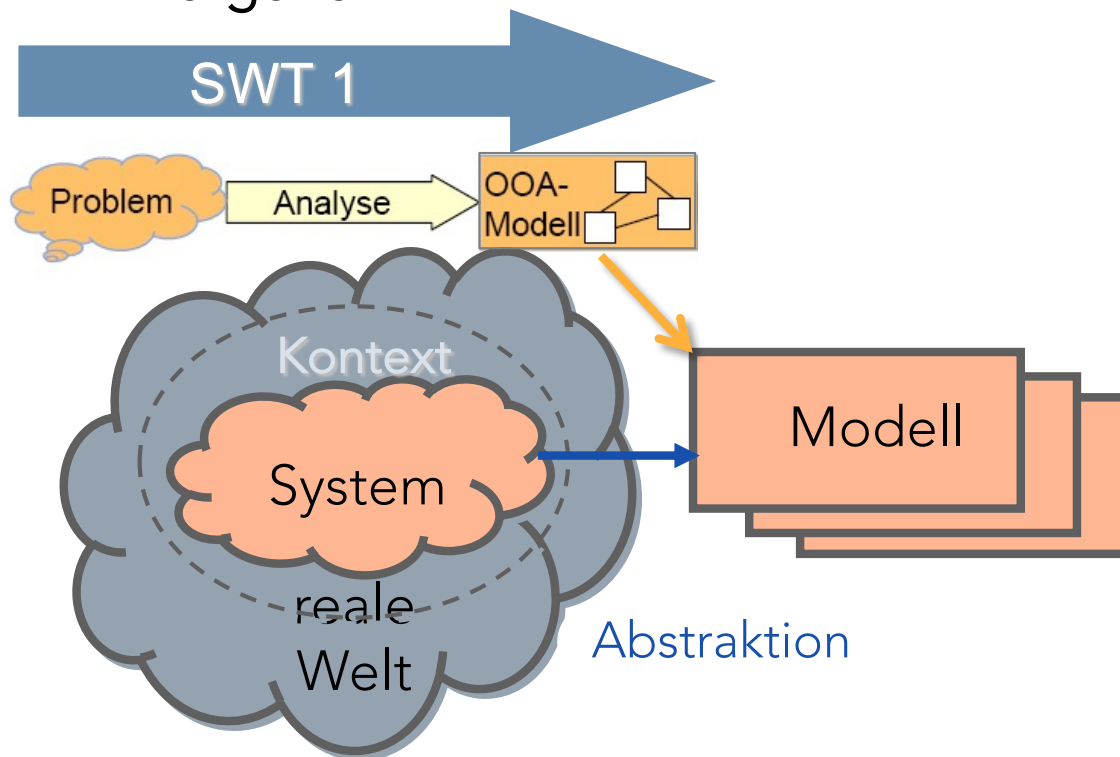 SWT 1
Problem
Analyse
OOA-
Modell
Kontext
System
Modell
reale
Welt
Abstraktion